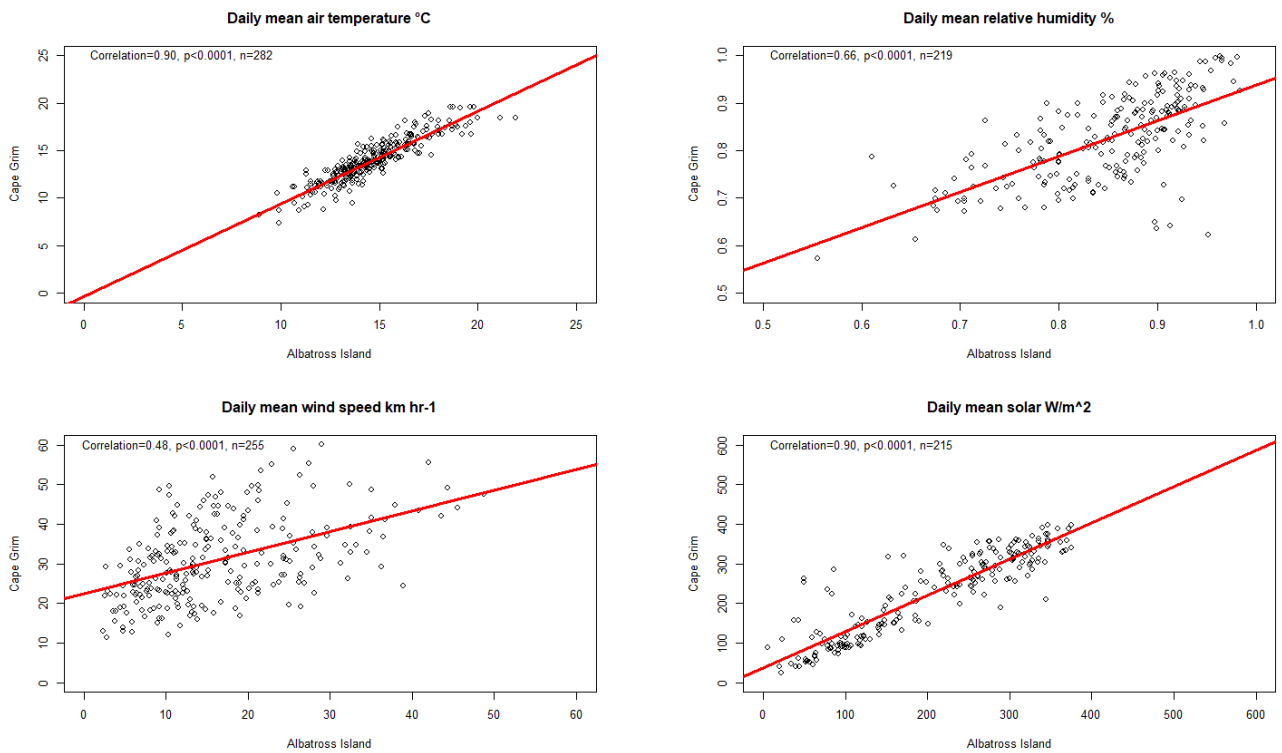 Daily mean air temperature °C
Correlation=0.90, p<0.0001, n=282
Cape Grim
25
20
15
10
5
0
0 5 10 15 20 25
Albatross Island
Daily mean relative humidity %
Correlation=0.66, p<0.0001, n=219
Cape Grim
1.0
0.9
0.8
0.7
0.6
0.5
0.5 0.6 0.7 0.8 0.9 1.0
Albatross Island
Daily mean wind speed km hr-1
Correlation=0.48, p<0.0001, n=255
Cape Grim
60
50
40
30
20
10
0
0 10 20 30 40 50 60
Albatross Island
Daily mean solar W/m^2
Correlation=0.90, p<0.0001, n=215
Cape Grim
600
500
400
300
200
100
0
0 100 200 300 400 500 600
Albatross Island